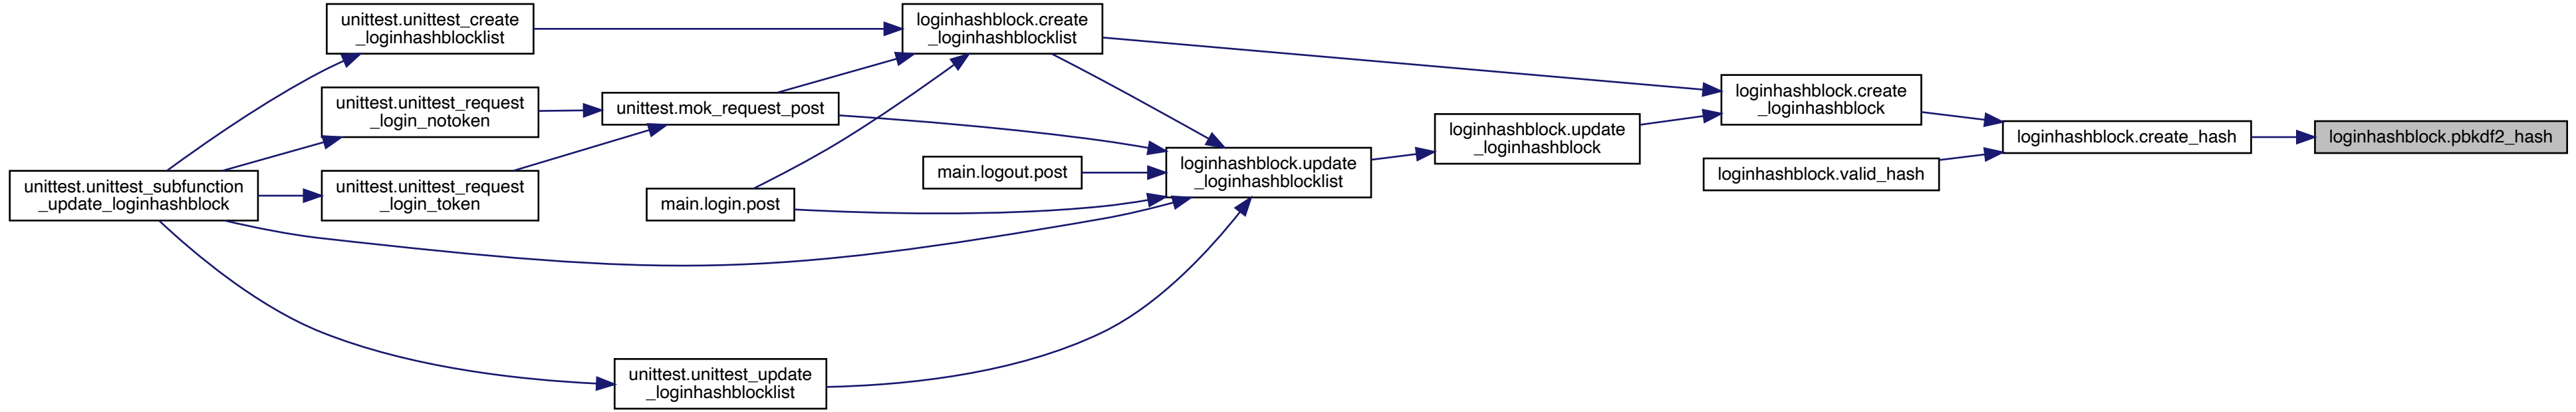 unittest.unittest_create
_loginhashblocklist
loginhashblock.create
_loginhashblocklist
unittest.unittest_request
_login_notoken
unittest.mok_request_post
loginhashblock.create
_loginhashblock
loginhashblock.update
_loginhashblock
loginhashblock.create_hash
loginhashblock.pbkdf2_hash
main.logout.post
loginhashblock.update
_loginhashblocklist
loginhashblock.valid_hash
unittest.unittest_subfunction
_update_loginhashblock
unittest.unittest_request
_login_token
main.login.post
unittest.unittest_update
_loginhashblocklist